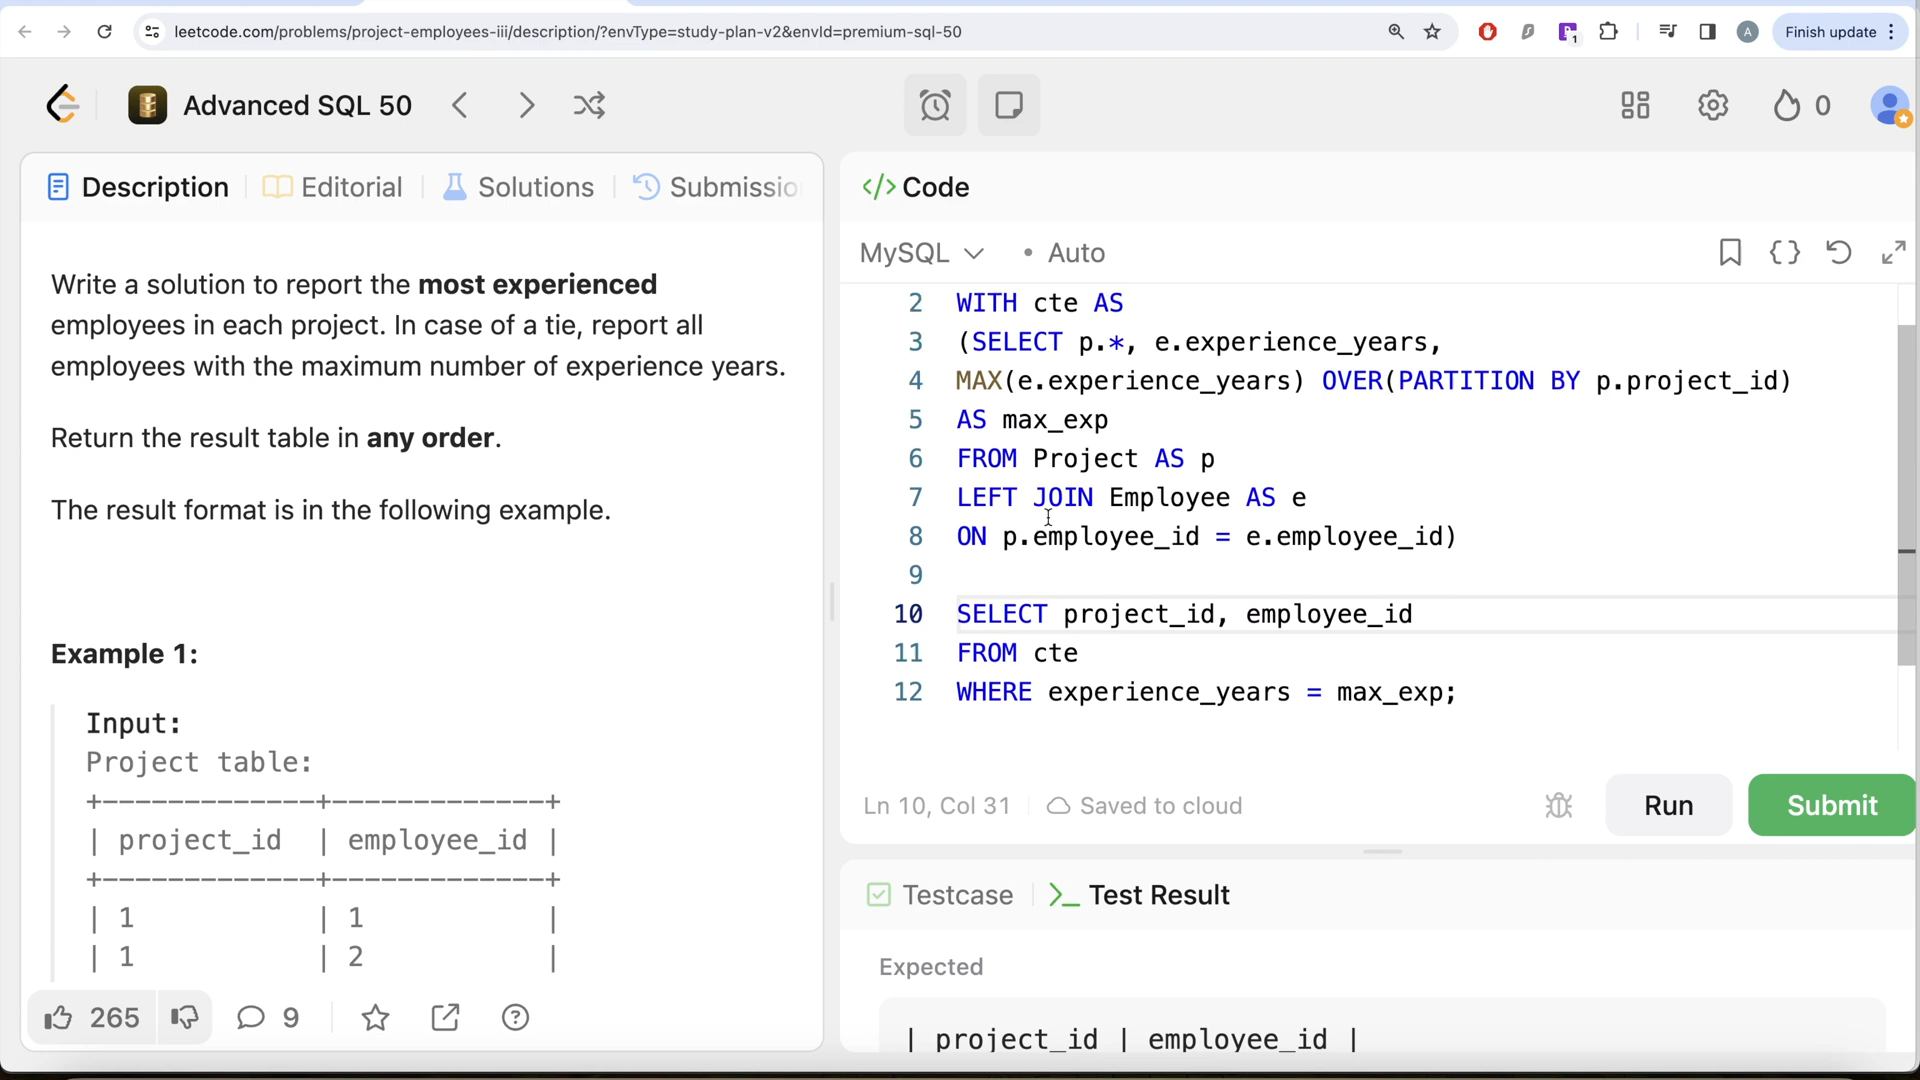 leetcode.com/problems/project-employees-iii/description/?envType=study-plan-v2&envId=premium-sql-50
1
A
Finish update
Advanced SQL 50
0
Description
Editorial
Solutions
Submissio
Write a solution to report the most experienced
employees in each project. In case of a tie, report all
employees with the maximum number of experience years.
Return the result table in any order.
The result format is in the following example.
Example 1:
Input:
Project table:
+-------------+-------------+
| project_id  | employee_id |
+-------------+-------------+
| 1           | 1           |
| 1           | 2           |
265
9
</> Code
MySQL
• Auto
2 WITH cte AS
3 (SELECT p.*, e.experience_years,
4 MAX(e.experience_years) OVER(PARTITION BY p.project_id)
5 AS max_exp
6 FROM Project AS p
7 LEFT JOIN Employee AS e
8 ON p.employee_id = e.employee_id)
9
10 SELECT project_id, employee_id
11 FROM cte
12 WHERE experience_years = max_exp;
Ln 10, Col 31
Saved to cloud
Run
Submit
Testcase
Test Result
Expected
| project_id | employee_id |